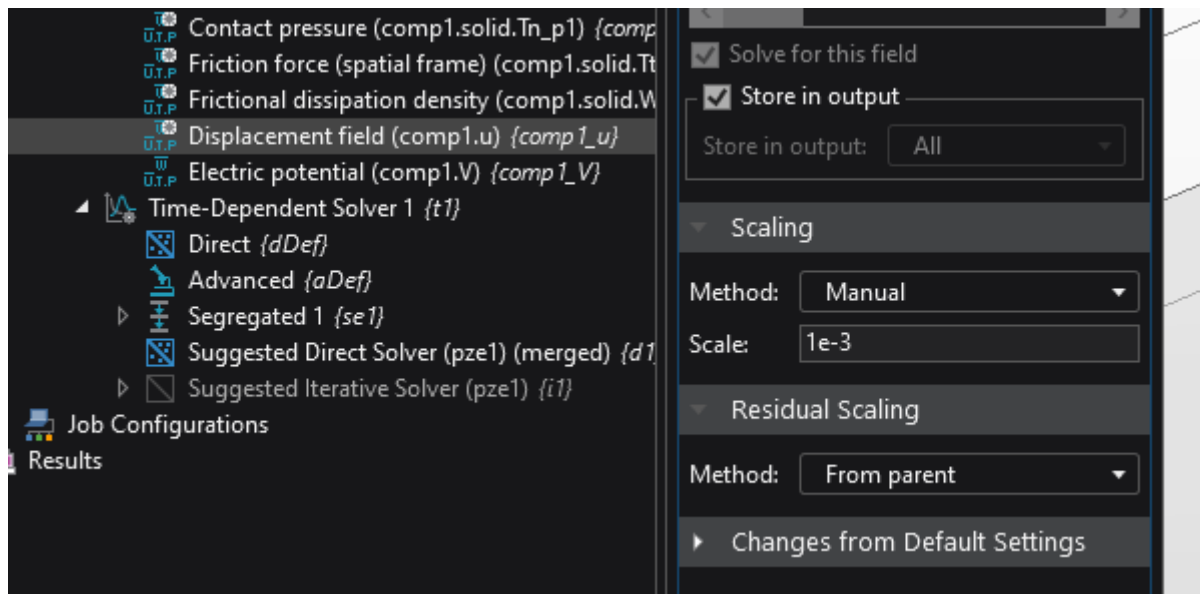 Contact pressure (comp1.solid.Tn_p1) {comp
Friction force (spatial frame) (comp1.solid.Tt
Frictional dissipation density (comp1.solid.W
Displacement field (comp1.u) {comp1_u}
Electric potential (comp1.V) {comp1_V}
Time-Dependent Solver 1 {t1}
Direct {dDef}
Advanced {aDef}
Segregated 1 {se1}
Suggested Direct Solver (pze1) (merged) {d1
Suggested Iterative Solver (pze1) {i1}
Job Configurations
Results
Solve for this field
Store in output
Store in output: All
Scaling
Method: Manual
Scale: 1e-3
Residual Scaling
Method: From parent
Changes from Default Settings